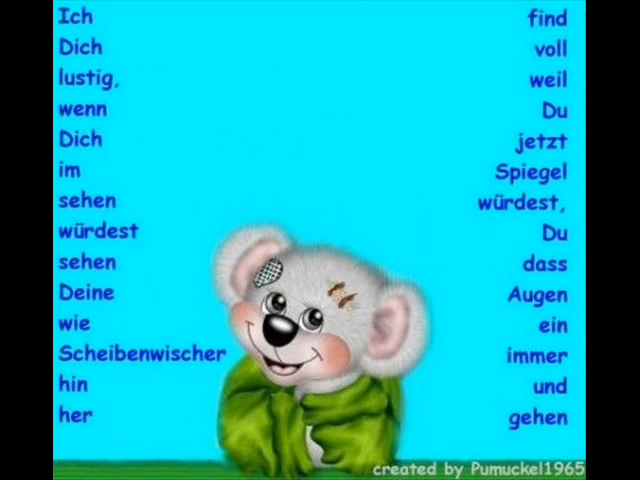 Ich find
Dich voll
lustig, weil
wenn Du
Dich jetzt
im Spiegel
sehen würdest,
würdest Du
sehen dass
Deine Augen
wie ein
Scheibenwischer immer
hin und
her gehen
created by Pumuckel1965